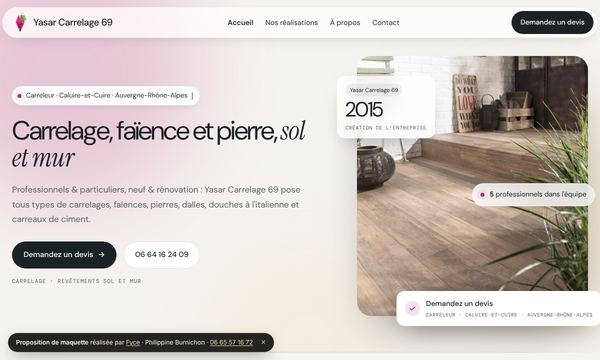 Yasar Carrelage 69
Accueil
Nos réalisations
À propos
Contact
Demandez un devis
Carreleur · Caluire-et-Cuire · Auvergne-Rhône-Alpes
Carrelage, faïence et pierre, sol
et mur
Professionnels & particuliers, neuf & rénovation : Yasar Carrelage 69 pose
tous types de carrelages, faïences, pierres, dalles, douches à l'italienne et
carreaux de ciment.
Demandez un devis →
06 64 16 24 09
CARRELAGE · REVÊTEMENTS SOL ET MUR
Yasar Carrelage 69
2015
CRÉATION DE L'ENTREPRISE
5 professionnels dans l'équipe
Demandez un devis
CARRELEUR · CALUIRE-ET-CUIRE · AUVERGNE-RHÔNE-ALPES
Proposition de maquette réalisée par Fyce · Philippine Burnichon · 06 65 57 16 72 ×